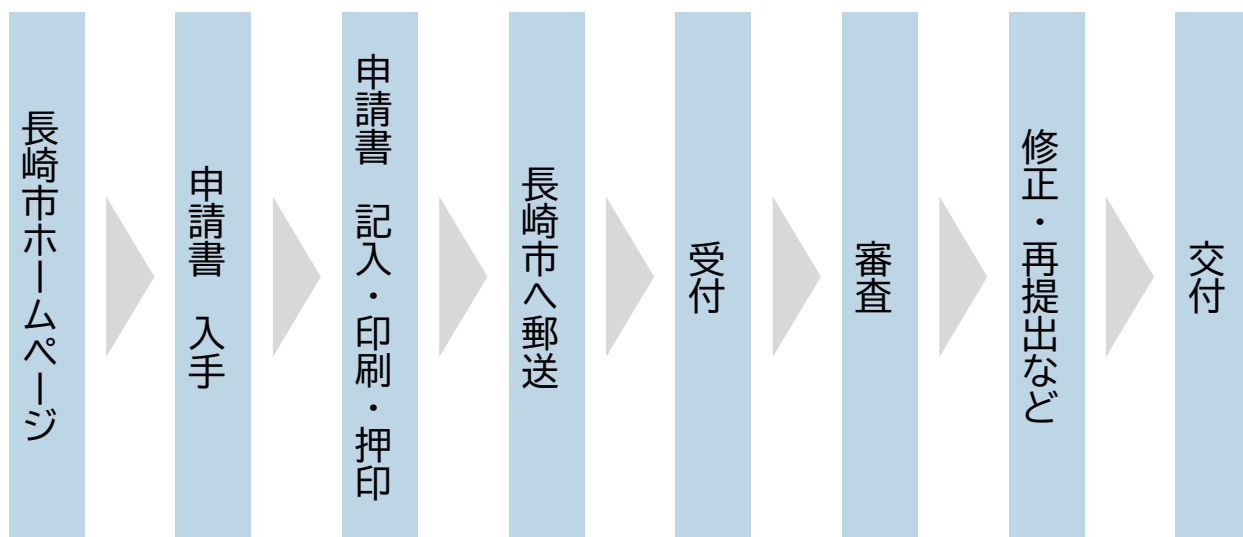 長崎市ホームページ
申請書　入手
申請書　記入・印刷・押印
長崎市へ郵送
受付
審査
修正・再提出など
交付